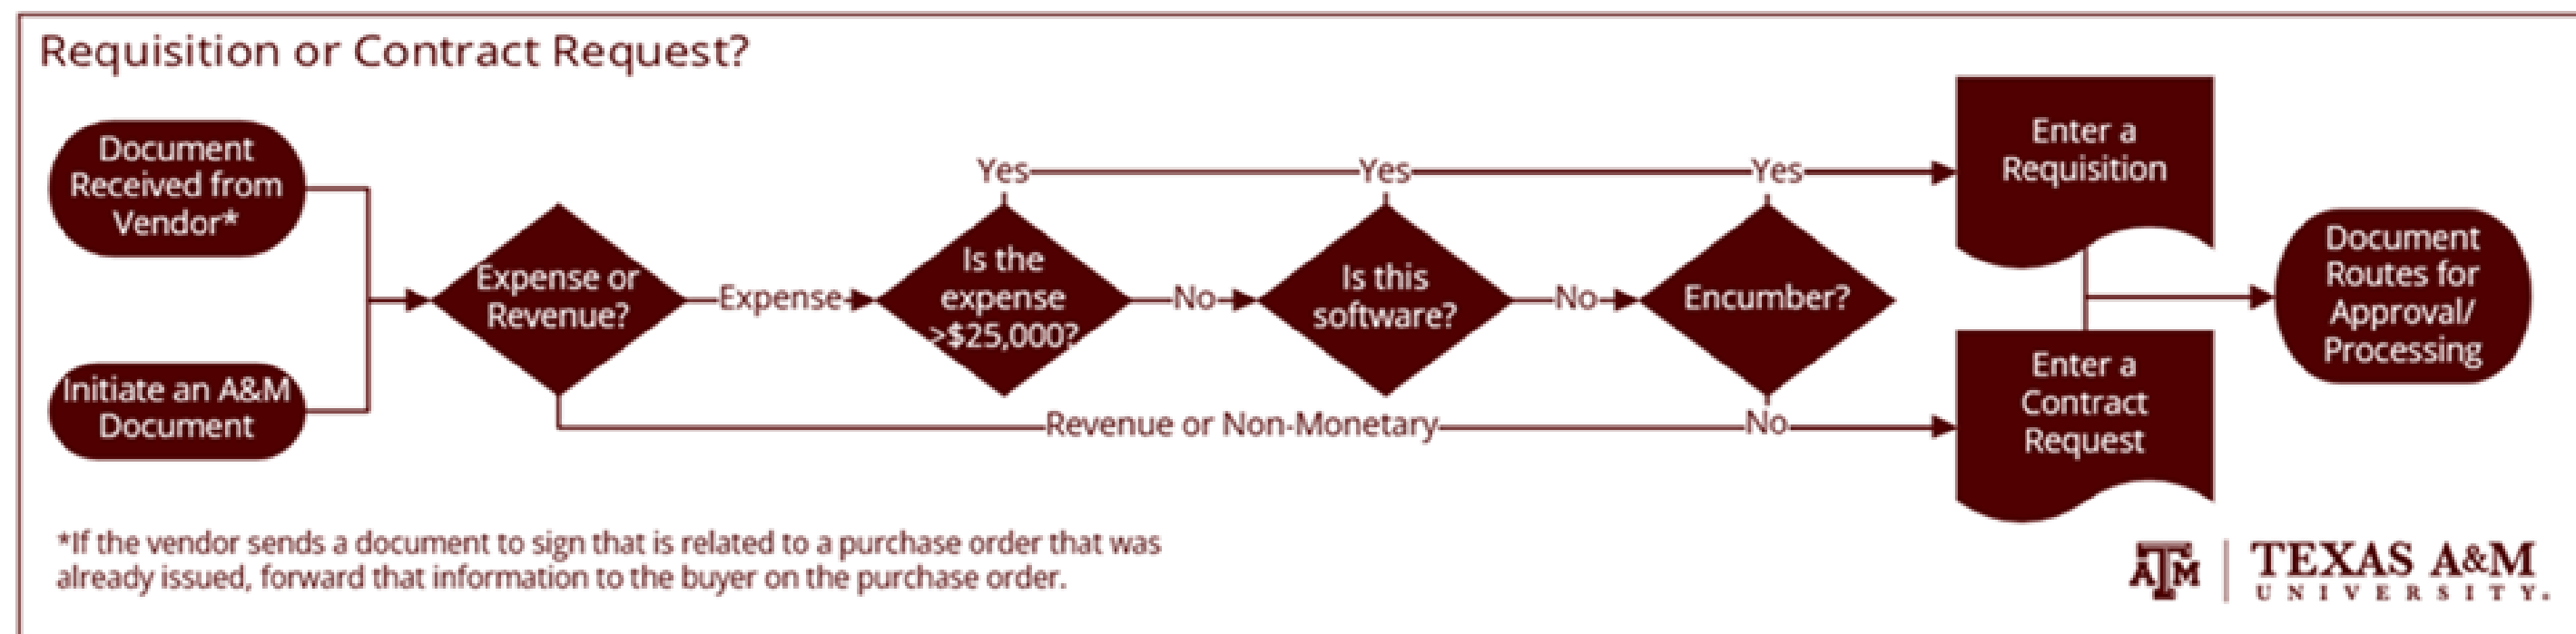 Requisition or Contract Request?
Document
Received from
Vendor*
Initiate an A&M
Document
Expense or
Revenue?
Expense
Is the
expense
>$25,000?
Yes
No
Is this
software?
Yes
No
Encumber?
Yes
No
Revenue or Non-Monetary
Enter a
Requisition
Enter a
Contract
Request
Document
Routes for
Approval/
Processing
*If the vendor sends a document to sign that is related to a purchase order that was
already issued, forward that information to the buyer on the purchase order.
ATM
TEXAS A&M
UNIVERSITY.